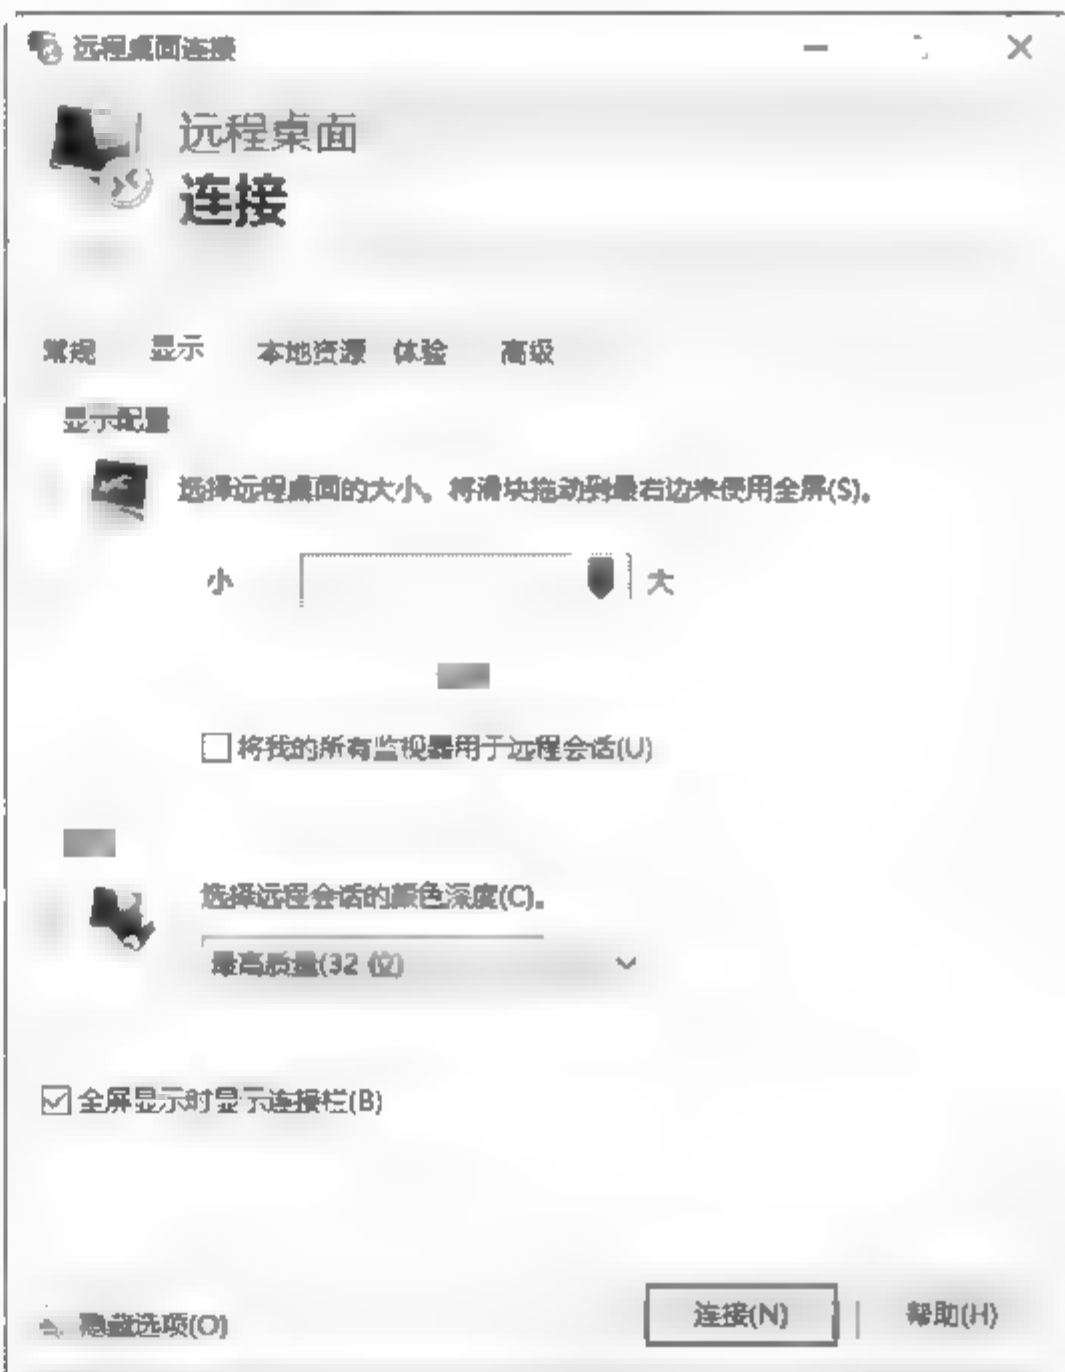 远程桌面连接
远程桌面
连接
常规 显示 本地资源 体验 高级
显示配置
选择远程桌面的大小。将滑块拖动到最右边来使用全屏(S)。
小 大
将我的所有监视器用于远程会话(U)
选择远程会话的颜色深度(C)。
最高质量(32 位)
全屏显示时显示连接栏(B)
隐藏选项(O) 连接(N) 帮助(H)